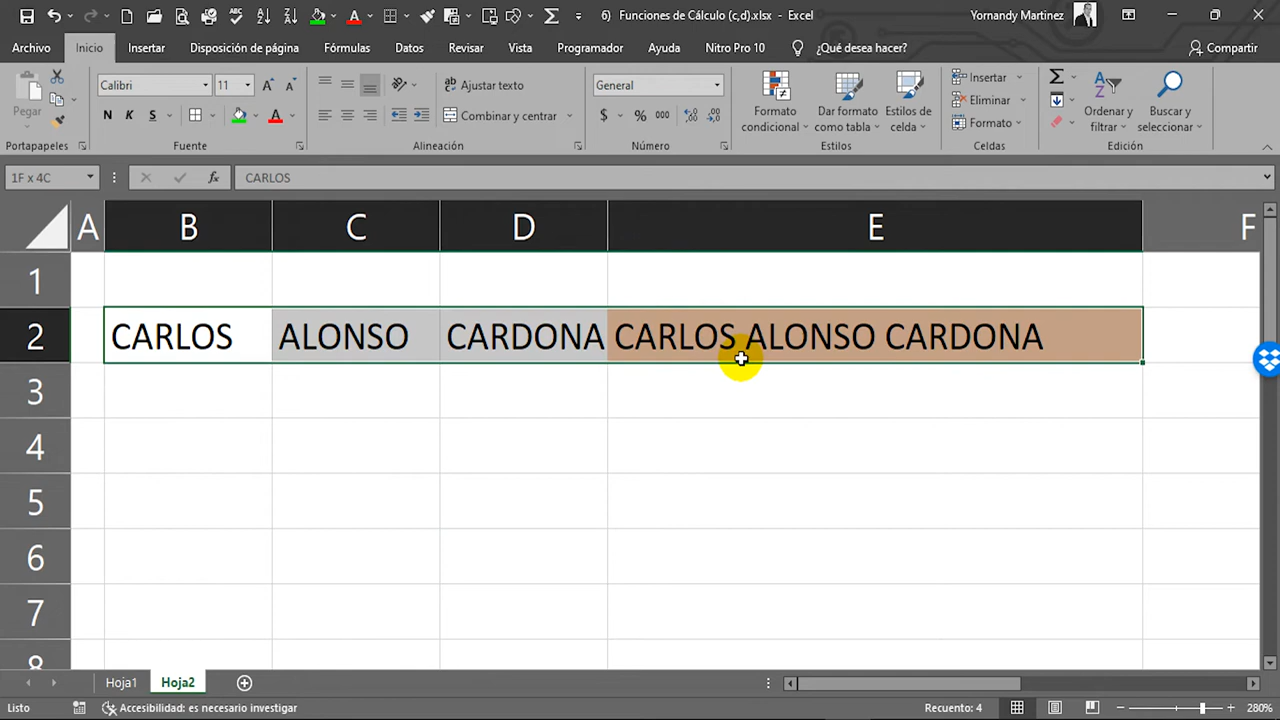 6) Funciones de Cálculo (c,d).xlsx - Excel
Yornandy Martinez
Archivo Inicio Insertar Disposición de página Fórmulas Datos Revisar Vista Programador Ayuda Nitro Pro 10 ¿Qué desea hacer? Compartir
Pegar
Calibri 11
Ajustar texto
General
N K S
Combinar y centrar
$ % 000
Formato condicional
Dar formato como tabla
Estilos de celda
Insertar
Eliminar
Formato
Ordenar y filtrar
Buscar y seleccionar
Portapapeles Fuente Alineación Número Estilos Celdas Edición
1F x 4C fx CARLOS
A B C D E F
1
2 CARLOS ALONSO CARDONA CARLOS ALONSO CARDONA
3
4
5
6
7
8
Hoja1 Hoja2
Listo Accesibilidad: es necesario investigar Recuento: 4 280%